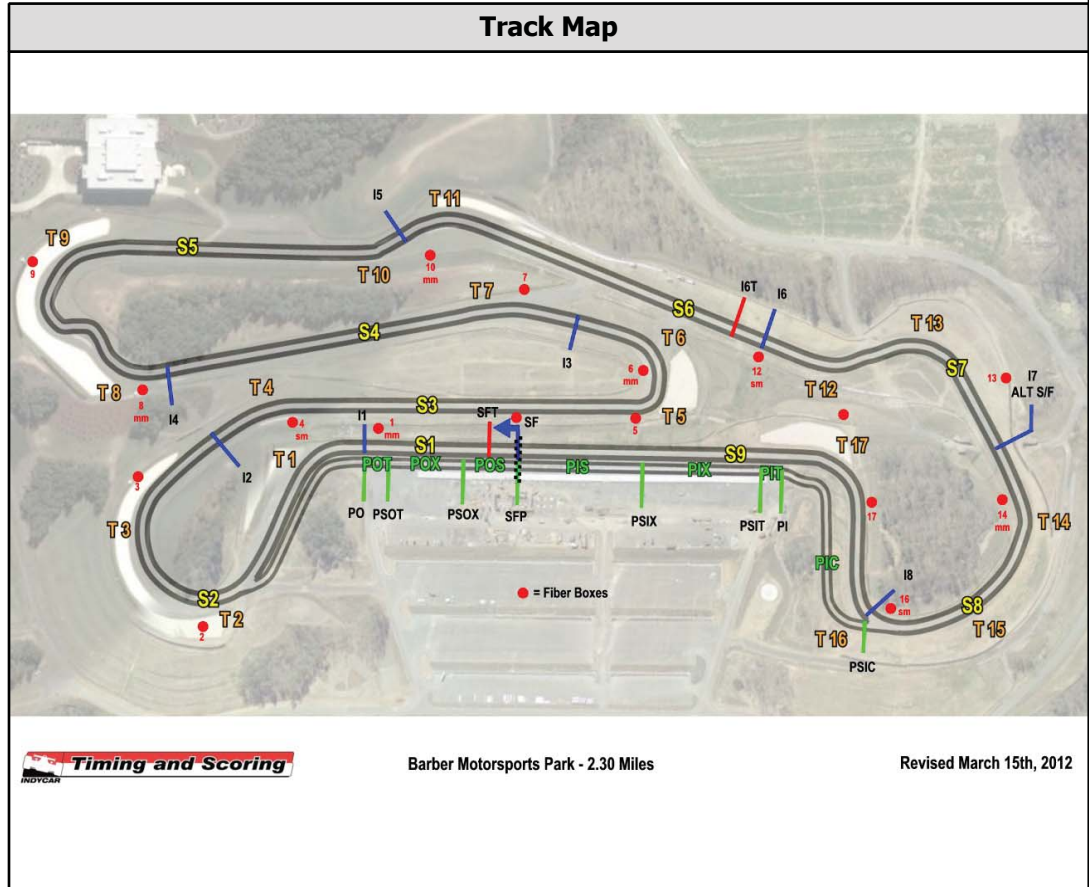 Track Map
T 11
I5
T 9
S5
9
T 10
10
mm
7
T 7
I6T
I6
S6
T 13
S4
T 6
I3
S7
6
mm
12
sm
13
I7
ALT S/F
T 8
8
mm
I4
T 4
T 12
S3
T 5
5
SFT
SF
4
sm
I1
1
mm
T 1
S1
S9
T 17
I2
POT
POX
POS
PIS
PIX
PIT
3
PO
PSOT
PSOX
SFP
PSIX
PSIT
PI
17
14
mm
T 14
T 3
PIC
I8
S2
T 2
2
= Fiber Boxes
16
sm
S8
T 15
T 16
PSIC
INDYCAR
Timing and Scoring
Barber Motorsports Park - 2.30 Miles
Revised March 15th, 2012